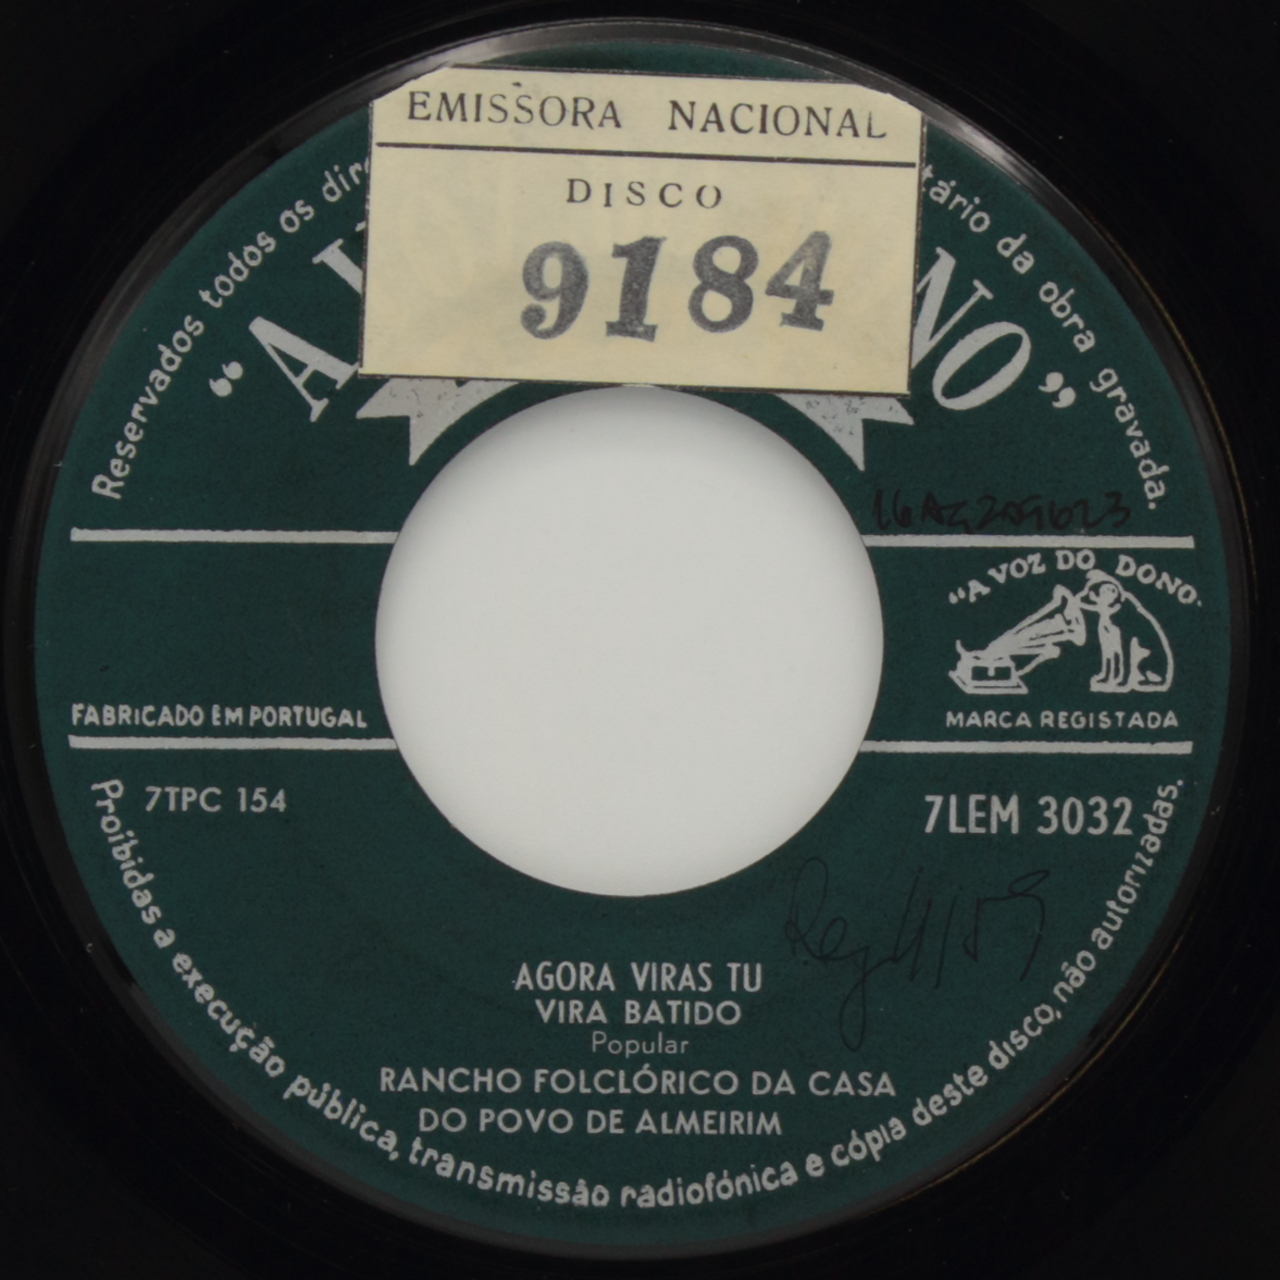 EMISSORA NACIONAL
DISCO
9184
Reservados todos os
tário da obra gravada.
"A
NO"
"A VOZ DO DONO"
MARCA REGISTADA
FABRICADO EM PORTUGAL
7TPC 154
7LEM 3032
AGORA VIRAS TU
VIRA BATIDO
Popular
RANCHO FOLCLÓRICO DA CASA
DO POVO DE ALMEIRIM
Proibidas a execução pública, transmissão radiofónica e cópia deste disco, não autorizadas.